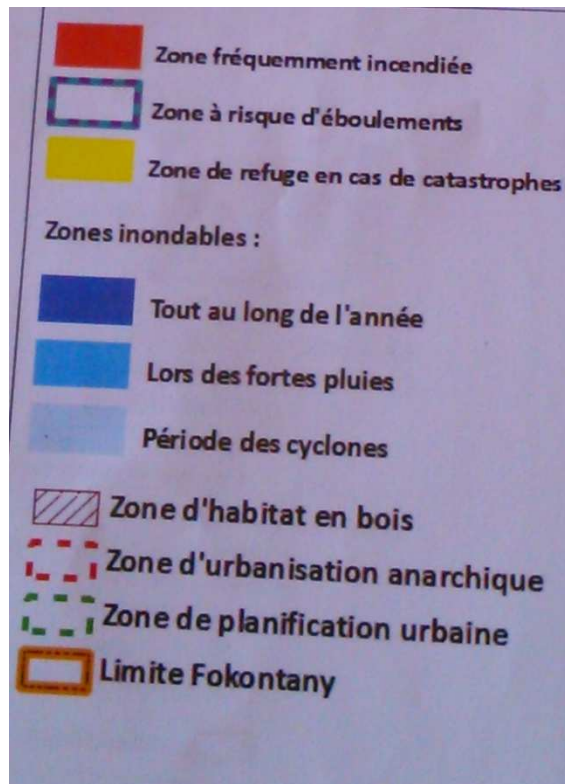 Zone fréquemment incendiée
Zone à risque d'éboulements
Zone de refuge en cas de catastrophes
Zones inondables :
Tout au long de l'année
Lors des fortes pluies
Période des cyclones
Zone d'habitat en bois
Zone d'urbanisation anarchique
Zone de planification urbaine
Limite Fokontany